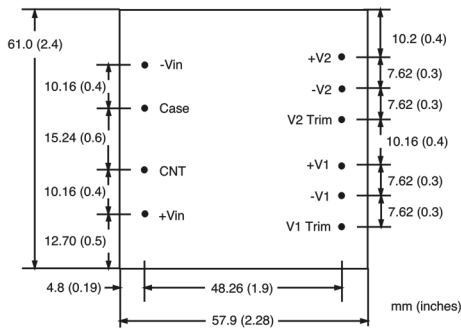 61.0 (2.4)
10.2 (0.4)
-Vin
+V2
7.62 (0.3)
10.16 (0.4)
-V2
Case
7.62 (0.3)
V2 Trim
15.24 (0.6)
10.16 (0.4)
CNT
+V1
7.62 (0.3)
10.16 (0.4)
-V1
+Vin
7.62 (0.3)
V1 Trim
12.70 (0.5)
4.8 (0.19)
48.26 (1.9)
mm (inches)
57.9 (2.28)